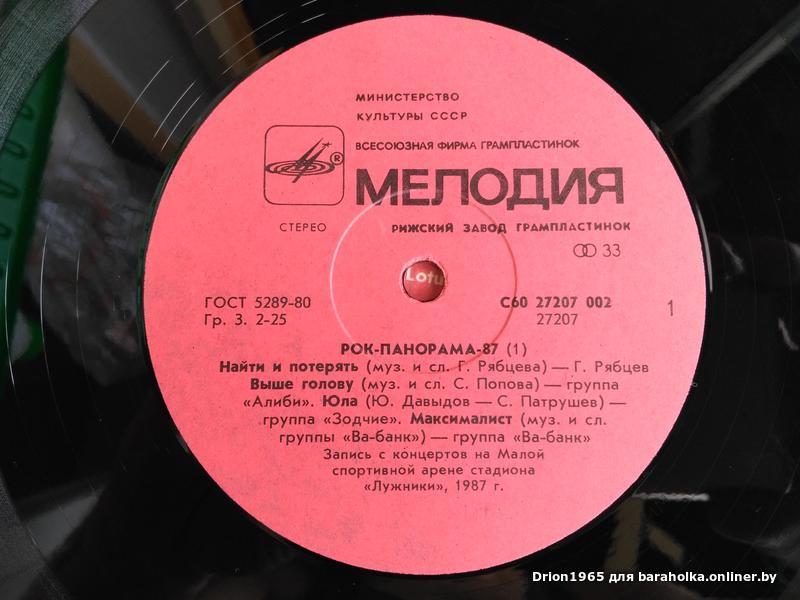 МИНИСТЕРСТВО
КУЛЬТУРЫ СССР
ВСЕСОЮЗНАЯ ФИРМА ГРАМПЛАСТИНОК
®
МЕЛОДИЯ
СТЕРЕО
РИЖСКИЙ ЗАВОД ГРАМПЛАСТИНОК
33
Lotu
ГОСТ 5289-80
С60 27207 002
1
Гр. 3. 2-25
27207
РОК-ПАНОРАМА-87 (1)
Найти и потерять (муз. и сл. Г. Рябцева) — Г. Рябцев
Выше голову (муз. и сл. С. Попова) — группа
«Алиби». Юла (Ю. Давыдов — С. Патрушев) —
группа «Зодчие». Максималист (муз. и сл.
группы «Ва-банк») — группа «Ва-банк»
Запись с концертов на Малой
спортивной арене стадиона
«Лужники», 1987 г.
Drion1965 для baraholka.onliner.by